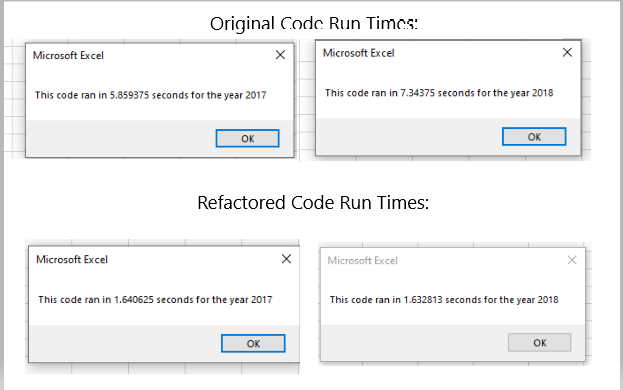 Original Code Run Times:
Microsoft Excel
This code ran in 5.859375 seconds for the year 2017
OK
Microsoft Excel
This code ran in 7.34375 seconds for the year 2018
OK
Refactored Code Run Times:
Microsoft Excel
This code ran in 1.640625 seconds for the year 2017
OK
Microsoft Excel
This code ran in 1.632813 seconds for the year 2018
OK